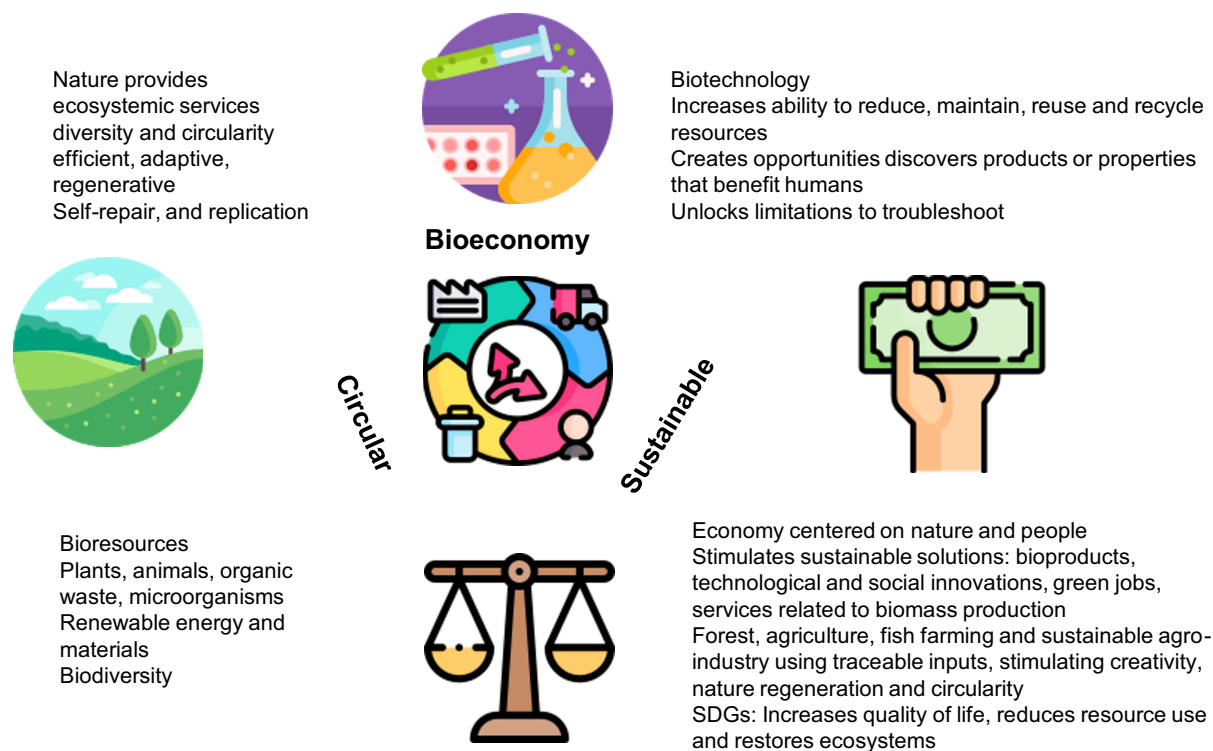 Nature provides
ecosystemic services
diversity and circularity
efficient, adaptive,
regenerative
Self-repair, and replication
Biotechnology
Increases ability to reduce, maintain, reuse and recycle
resources
Creates opportunities discovers products or properties
that benefit humans
Unlocks limitations to troubleshoot
Bioeconomy
Circular
Sustainable
Bioresources
Plants, animals, organic
waste, microorganisms
Renewable energy and
materials
Biodiversity
Economy centered on nature and people
Stimulates sustainable solutions: bioproducts,
technological and social innovations, green jobs,
services related to biomass production
Forest, agriculture, fish farming and sustainable agro-
industry using traceable inputs, stimulating creativity,
nature regeneration and circularity
SDGs: Increases quality of life, reduces resource use
and restores ecosystems